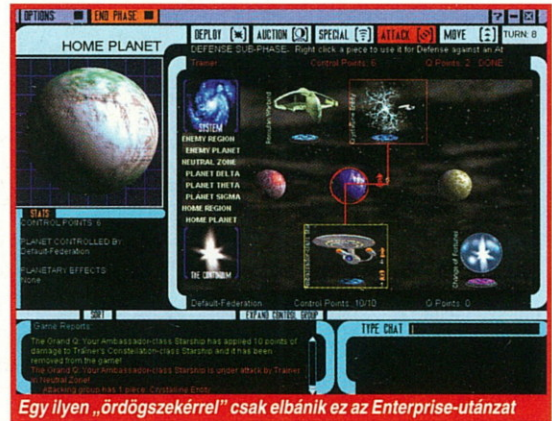 OPTIONS END PHASE ? - X
HOME PLANET
DEPLOY AUCTION SPECIAL ATTACK MOVE TURN: 8
DEFENSE SUB-PHASE. Right click a piece to use it for Defense against an At
Trainer Control Points: 6 Q Points: 2 DONE
Romulan Warbird
Crystalline Entity
SYSTEM
ENEMY REGION
ENEMY PLANET
NEUTRAL ZONE
PLANET DELTA
PLANET THETA
PLANET SIGMA
HOME REGION
HOME PLANET
THE CONTINUUM
Change of Fortunes
STATS
CONTROL POINTS: 6
PLANET CONTROLLED BY:
Default-Federation
PLANETARY EFFECTS:
None
Default-Federation Control Points: 10/10 Q Points: 0
SORT EXPAND CONTROL GROUP
Game Reports:
The Grand Q: Your Ambassador-class Starship has applied 10 points of
damage to Trainer's Constellation-class Starship and it has been
removed from the game!
The Grand Q: Your Ambassador-class Starship is under attack by Trainer
in Neutral Zone!
Attacking group has 1 piece: Crystalline Entity
TYPE CHAT
Egy ilyen „ördögszekérrel" csak elbánik ez az Enterprise-utánzat